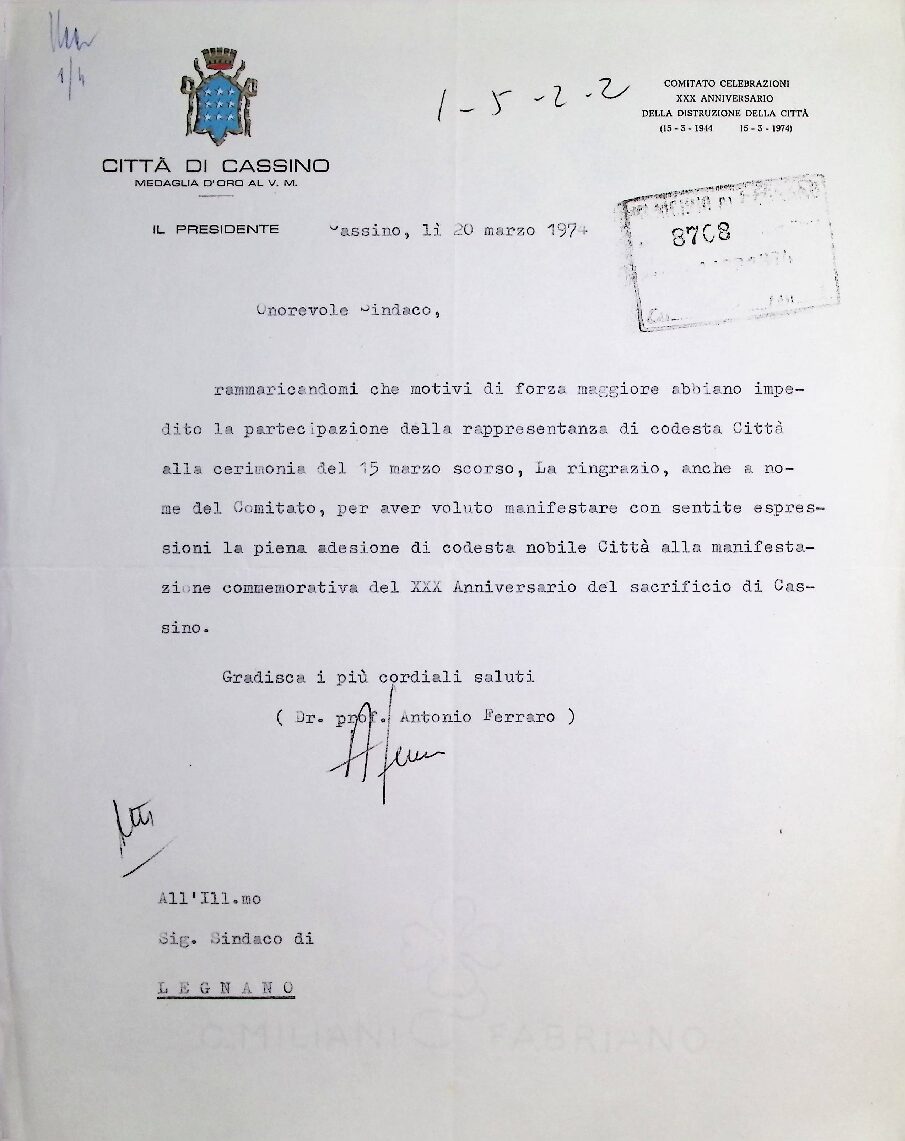 1/4
1-5-2-2
COMITATO CELEBRAZIONI
XXX ANNIVERSARIO
DELLA DISTRUZIONE DELLA CITTÀ
(15-3-1944 15-3-1974)
CITTÀ DI CASSINO
MEDAGLIA D'ORO AL V. M.
IL PRESIDENTE
Cassino, lì 20 marzo 1974
8708
Onorevole Sindaco,
rammaricandomi che motivi di forza maggiore abbiano impe-
dito la partecipazione della rappresentanza di codesta Città
alla cerimonia del 15 marzo scorso, La ringrazio, anche a no-
me del Comitato, per aver voluto manifestare con sentite espres-
sioni la piena adesione di codesta nobile Città alla manifesta-
zione commemorativa del XXX Anniversario del sacrificio di Cas-
sino.
Gradisca i più cordiali saluti
( Dr. prof. Antonio Ferraro )
All'Ill.mo
Sig. Sindaco di
LEGNANO
C.MILIANI FABRIANO